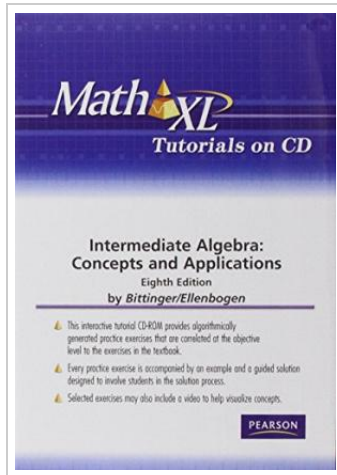 Math XL
Tutorials on CD
Intermediate Algebra:
Concepts and Applications
Eighth Edition
by Bittinger/Ellenbogen
This interactive tutorial CD-ROM provides algorithmically
generated practice exercises that are correlated at the objective
level to the exercises in the textbook.
Every practice exercise is accompanied by an example and a guided solution
designed to involve students in the solution process.
Selected exercises may also include a video to help visualize concepts.
PEARSON